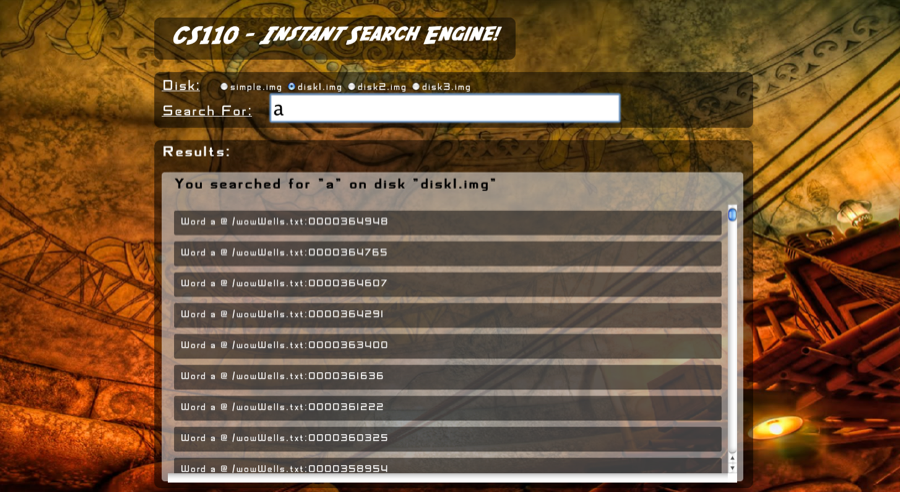 CS110 - Instant Search Engine!
Disk: simple.img disk1.img disk2.img disk3.img
Search For: a
Results:
You searched for "a" on disk "disk1.img"
Word a @ /wowWells.txt:0000364948
Word a @ /wowWells.txt:0000364765
Word a @ /wowWells.txt:0000364607
Word a @ /wowWells.txt:0000364291
Word a @ /wowWells.txt:0000363400
Word a @ /wowWells.txt:0000361636
Word a @ /wowWells.txt:0000361222
Word a @ /wowWells.txt:0000360325
Word a @ /wowWells.txt:0000358954